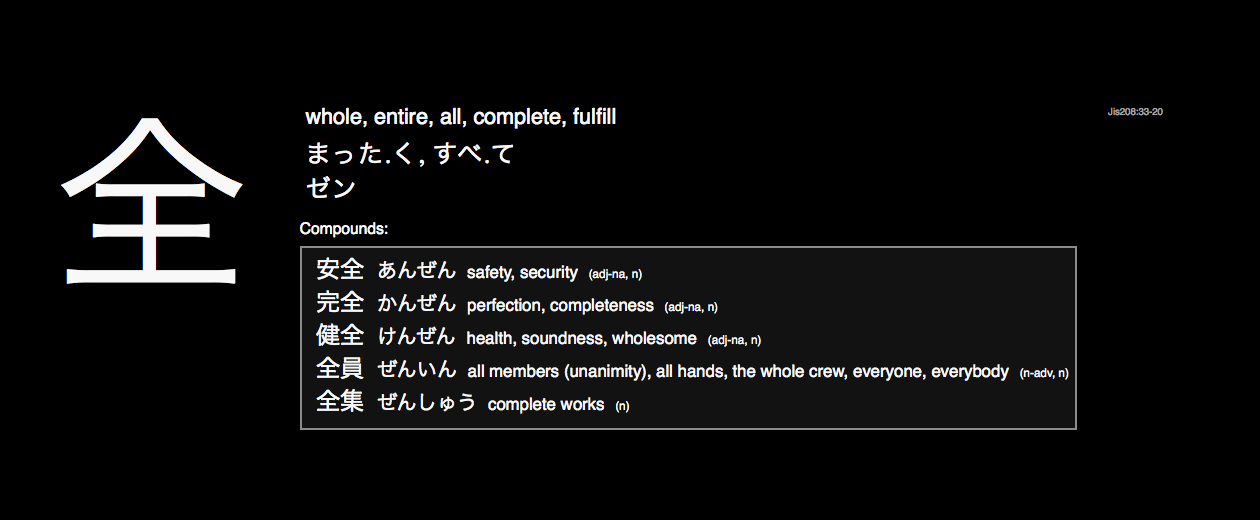 全
whole, entire, all, complete, fulfill
Jis208:33-20
まった.く, すべ.て
ゼン
Compounds:
安全 あんぜん safety, security (adj-na, n)
完全 かんぜん perfection, completeness (adj-na, n)
健全 けんぜん health, soundness, wholesome (adj-na, n)
全員 ぜんいん all members (unanimity), all hands, the whole crew, everyone, everybody (n-adv, n)
全集 ぜんしゅう complete works (n)